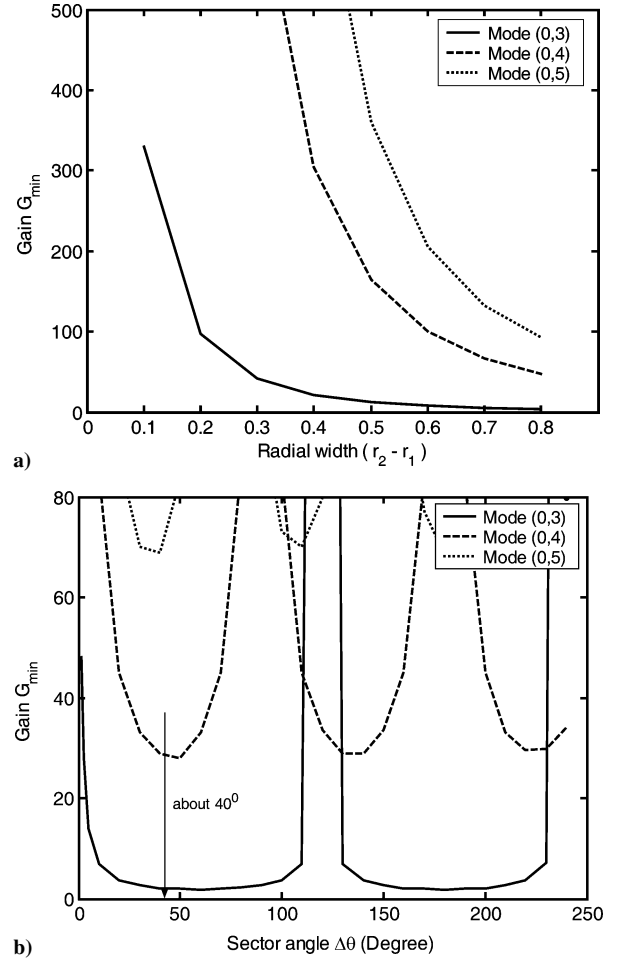 500
400
300
200
100
0
Gain G_min
Mode (0,3)
Mode (0,4)
Mode (0,5)
0 0.1 0.2 0.3 0.4 0.5 0.6 0.7 0.8
Radial width ( r_2 - r_1 )
a)
80
60
40
20
0
Gain G_min
Mode (0,3)
Mode (0,4)
Mode (0,5)
about 40^0
0 50 100 150 200 250
Sector angle Δθ (Degree)
b)